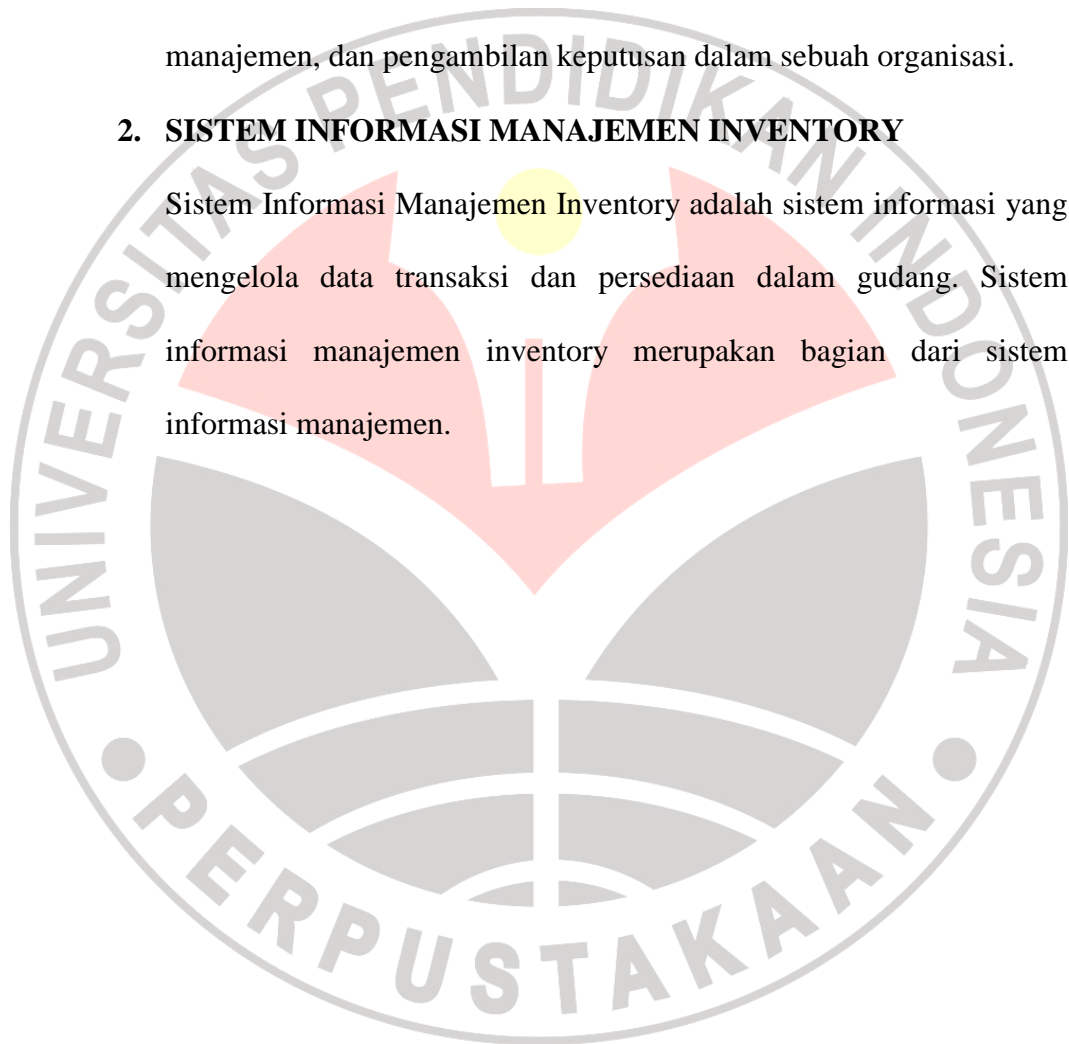 manajemen, dan pengambilan keputusan dalam sebuah organisasi.
2. SISTEM INFORMASI MANAJEMEN INVENTORY
Sistem Informasi Manajemen Inventory adalah sistem informasi yang
mengelola data transaksi dan persediaan dalam gudang. Sistem
informasi manajemen inventory merupakan bagian dari sistem
informasi manajemen.
UNIVERSITAS PENDIDIKAN INDONESIA
PERPUSTAKAAN